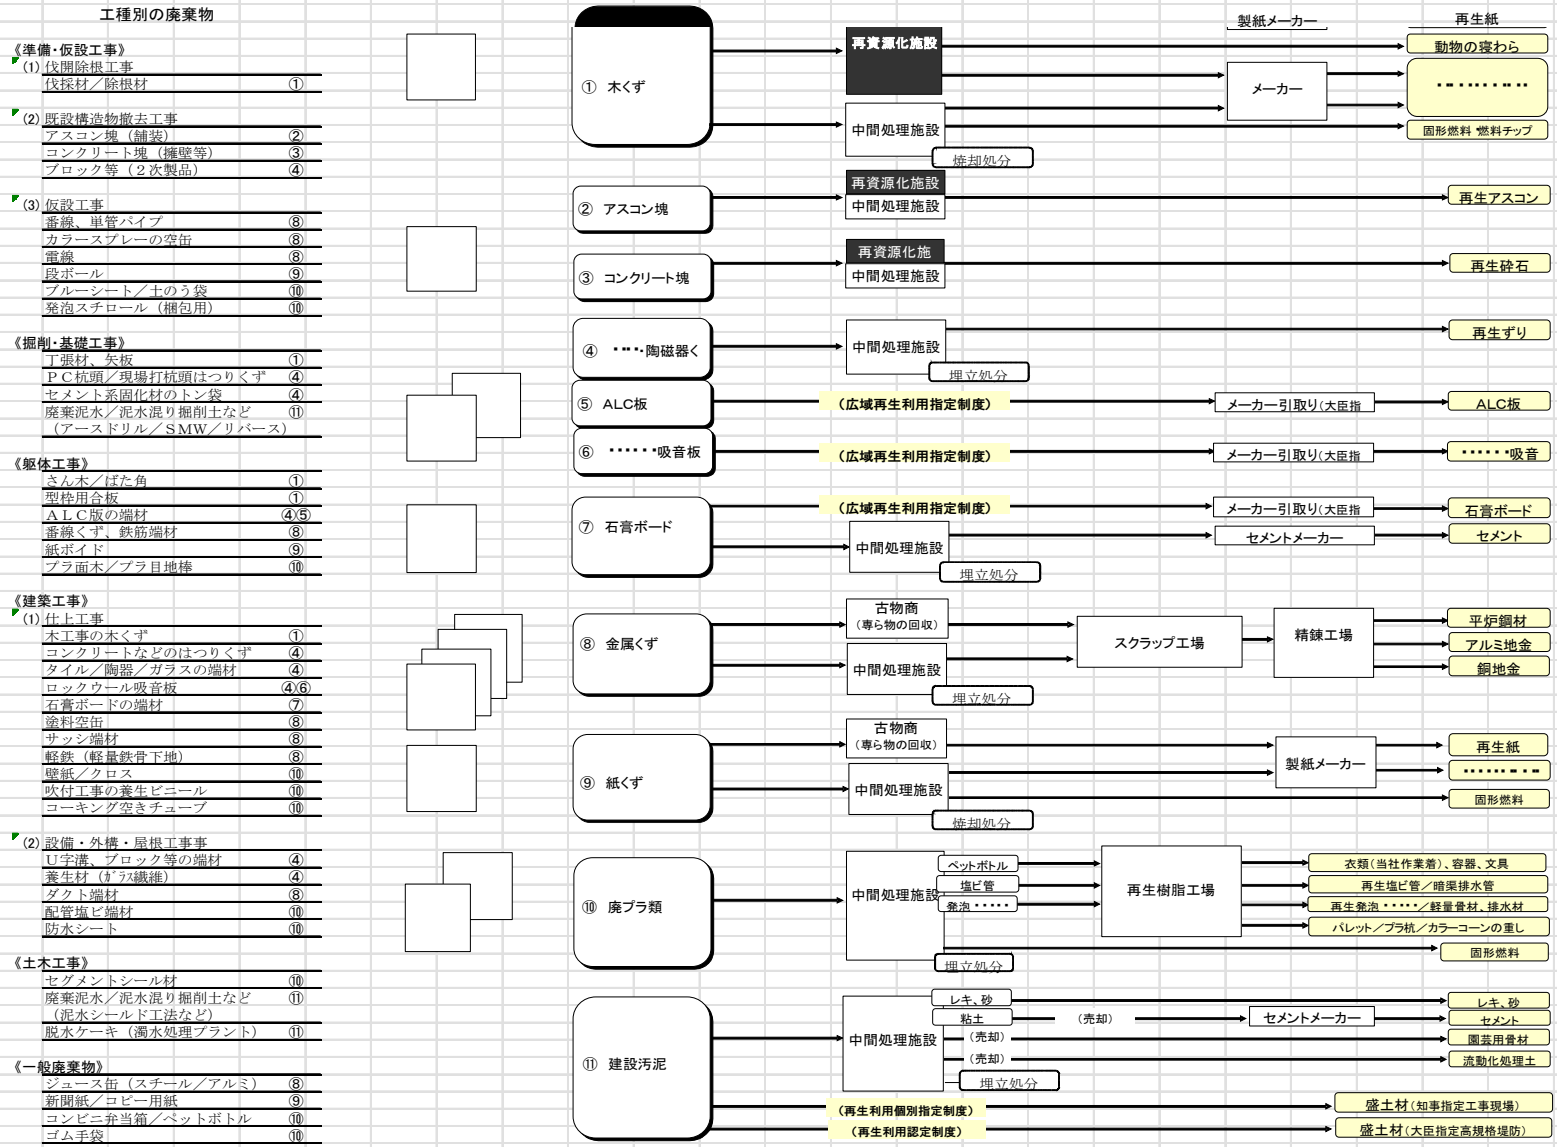 工種別の廃棄物
《準備・仮設工事》
(1) 伐開除根工事
伐採材／除根材 ①
(2) 既設構造物撤去工事
アスコン塊（舗装） ②
コンクリート塊（擁壁等） ③
ブロック等（２次製品） ④
(3) 仮設工事
番線、単管パイプ ⑧
カラースプレーの空缶 ⑧
電線 ⑧
段ボール ⑨
ブルーシート／土のう袋 ⑩
発泡スチロール（梱包用） ⑩
《掘削・基礎工事》
丁張材、矢板 ①
ＰＣ杭頭／現場打杭頭はつりくず ④
セメント系固化材のトン袋 ④
廃棄泥水／泥水混り掘削土など ⑪
（アースドリル／ＳＭＷ／リバース）
《躯体工事》
さん木／ばた角 ①
型枠用合板 ①
ＡＬＣ版の端材 ④⑤
番線くず、鉄筋端材 ⑧
紙ボイド ⑨
プラ面木／プラ目地棒 ⑩
《建築工事》
(1) 仕上工事
木工事の木くず ①
コンクリートなどのはつりくず ④
タイル／陶器／ガラスの端材 ④
ロックウール吸音板 ④⑥
石膏ボードの端材 ⑦
塗料空缶 ⑧
サッシ端材 ⑧
軽鉄（軽量鉄骨下地） ⑧
壁紙／クロス ⑩
吹付工事の養生ビニール ⑩
コーキング空きチューブ ⑩
(2) 設備・外構・屋根工事事
Ｕ字溝、ブロック等の端材 ④
養生材（ｶﾞﾗｽ繊維） ④
ダクト端材 ⑧
配管塩ビ端材 ⑩
防水シート ⑩
《土木工事》
セグメントシール材 ⑩
廃棄泥水／泥水混り掘削土など ⑪
（泥水シールド工法など）
脱水ケーキ（濁水処理プラント） ⑪
《一般廃棄物》
ジュース缶（スチール／アルミ） ⑧
新聞紙／コピー用紙 ⑨
コンビニ弁当箱／ペットボトル ⑩
ゴム手袋 ⑩
製紙メーカー
再生紙
① 木くず
再資源化施設
動物の寝わら
メーカー
中間処理施設
固形燃料・燃料チップ
焼却処分
② アスコン塊
再資源化施設
中間処理施設
再生アスコン
③ コンクリート塊
再資源化施
中間処理施設
再生砕石
④ ･････陶磁器く
中間処理施設
再生ずり
埋立処分
⑤ ALC板
（広域再生利用指定制度）
メーカー引取り（大臣指
ALC板
⑥ ･･････吸音板
（広域再生利用指定制度）
メーカー引取り（大臣指
･･････吸音
⑦ 石膏ボード
（広域再生利用指定制度）
メーカー引取り（大臣指
石膏ボード
中間処理施設
セメントメーカー
セメント
埋立処分
⑧ 金属くず
古物商
（専ら物の回収）
中間処理施設
スクラップ工場
精錬工場
平炉鋼材
アルミ地金
銅地金
埋立処分
⑨ 紙くず
古物商
（専ら物の回収）
中間処理施設
製紙メーカー
再生紙
固形燃料
焼却処分
⑩ 廃プラ類
中間処理施設
ペットボトル
塩ビ管
発泡 ･････
再生樹脂工場
衣類（当社作業着）、容器、文具
再生塩ビ管／暗渠排水管
再生発泡 ･････／軽量骨材、排水材
パレット／プラ杭／カラーコーンの重し
固形燃料
埋立処分
⑪ 建設汚泥
中間処理施設
レキ、砂
レキ、砂
粘土
（売却）
セメントメーカー
セメント
（売却）
園芸用骨材
（売却）
流動化処理土
埋立処分
（再生利用個別指定制度）
盛土材（知事指定工事現場）
（再生利用認定制度）
盛土材（大臣指定高規格堤防）